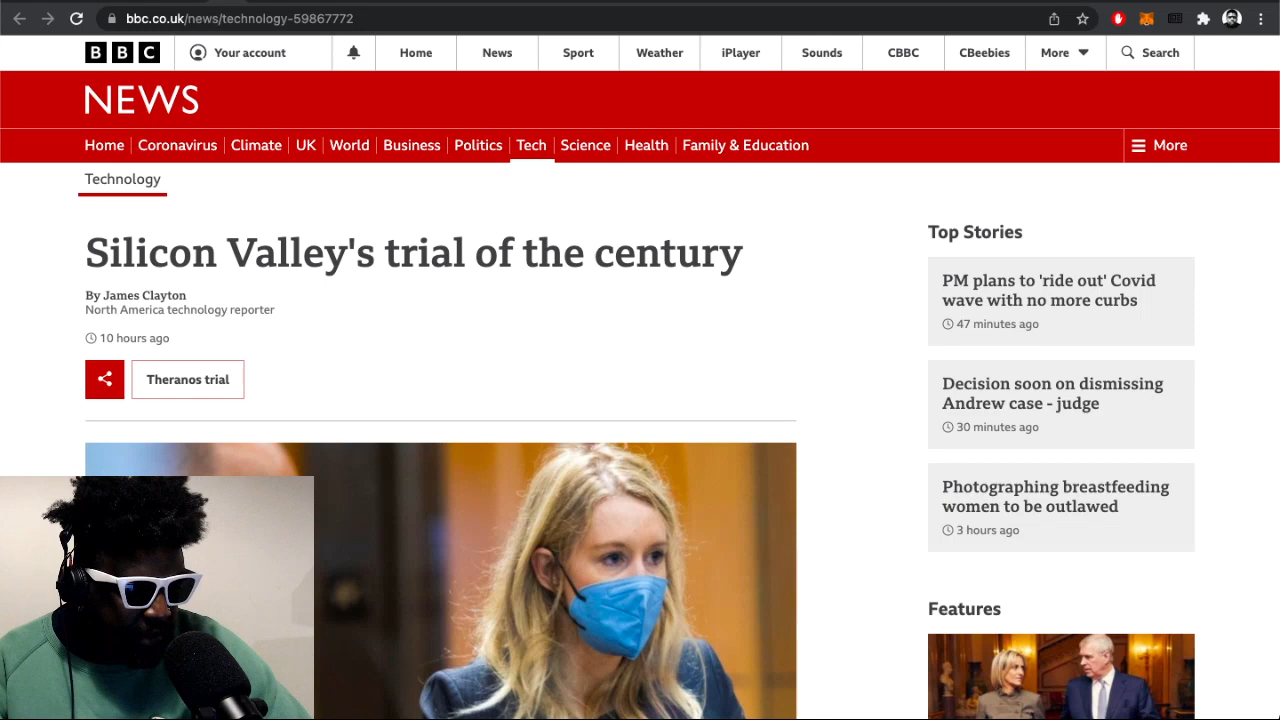 bbc.co.uk/news/technology-59867772
BBC
Your account
Home
News
Sport
Weather
iPlayer
Sounds
CBBC
CBeebies
More
Search
NEWS
Home
Coronavirus
Climate
UK
World
Business
Politics
Tech
Science
Health
Family & Education
More
Technology
Silicon Valley's trial of the century
By James Clayton
North America technology reporter
10 hours ago
Theranos trial
Top Stories
PM plans to 'ride out' Covid
wave with no more curbs
47 minutes ago
Decision soon on dismissing
Andrew case - judge
30 minutes ago
Photographing breastfeeding
women to be outlawed
3 hours ago
Features